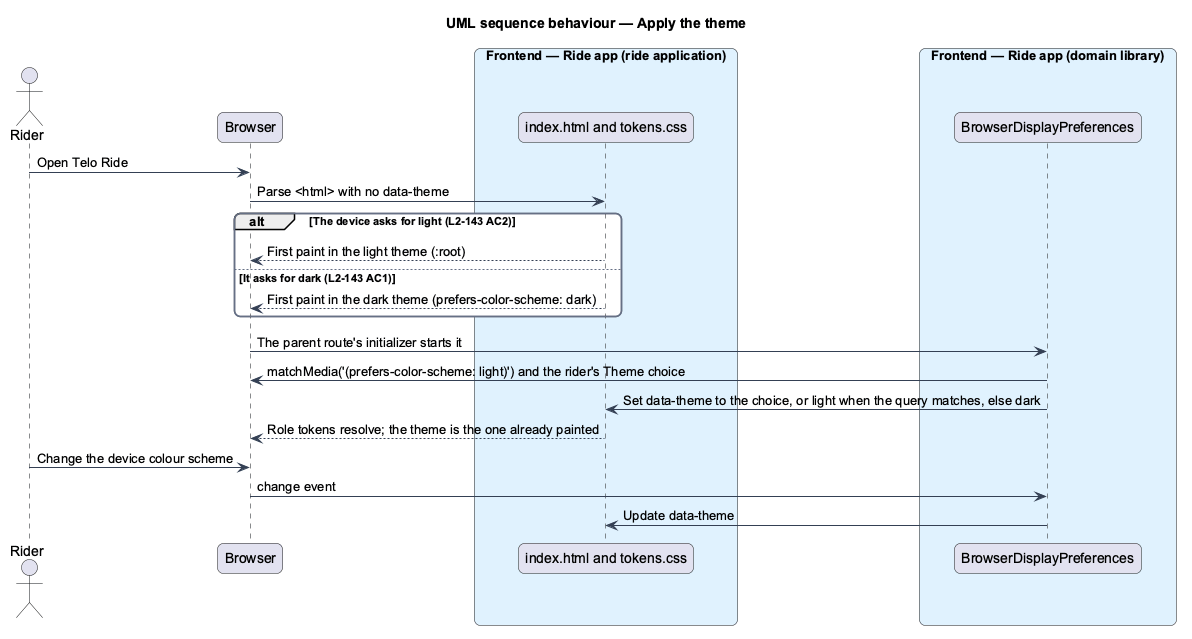 UML sequence behaviour — Apply the theme
Frontend — Ride app (ride application)
Frontend — Ride app (domain library)
Rider
Browser
index.html and tokens.css
BrowserDisplayPreferences
Open Telo Ride
Parse <html> with no data-theme
alt
[The device asks for light (L2-143 AC2)]
First paint in the light theme (:root)
[It asks for dark (L2-143 AC1)]
First paint in the dark theme (prefers-color-scheme: dark)
The parent route's initializer starts it
matchMedia('(prefers-color-scheme: light)') and the rider's Theme choice
Set data-theme to the choice, or light when the query matches, else dark
Role tokens resolve; the theme is the one already painted
Change the device colour scheme
change event
Update data-theme
Rider
Browser
index.html and tokens.css
BrowserDisplayPreferences